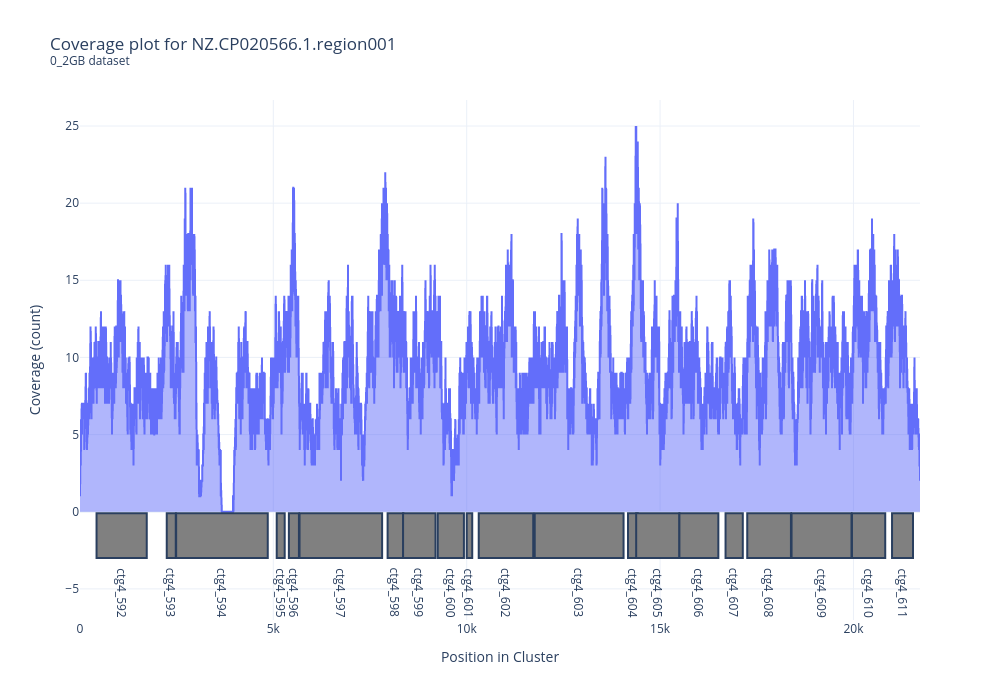 Coverage plot for NZ.CP020566.1.region001
0_2GB dataset
25
20
15
10
5
0
−5
Coverage (count)
ctg4_592
ctg4_593
ctg4_594
ctg4_595
ctg4_596
ctg4_597
ctg4_598
ctg4_599
ctg4_600
ctg4_601
ctg4_602
ctg4_603
ctg4_604
ctg4_605
ctg4_606
ctg4_607
ctg4_608
ctg4_609
ctg4_610
ctg4_611
0
5k
10k
15k
20k
Position in Cluster